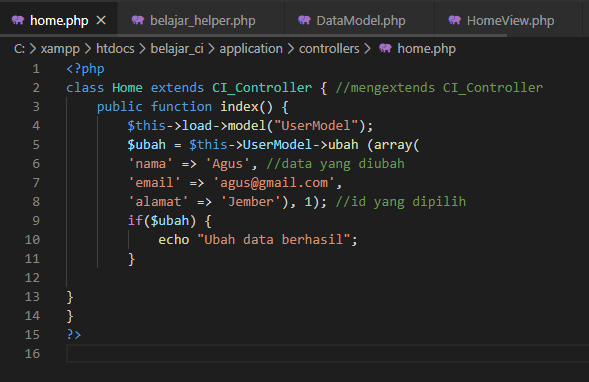 home.php × belajar_helper.php DataModel.php HomeView.php
C: > xampp > htdocs > belajar_ci > application > controllers > home.php
1 <?php
2 class Home extends CI_Controller { //mengextends CI_Controller
3     public function index() {
4         $this->load->model("UserModel");
5         $ubah = $this->UserModel->ubah (array(
6         'nama' => 'Agus', //data yang diubah
7         'email' => 'agus@gmail.com',
8         'alamat' => 'Jember'), 1); //id yang dipilih
9         if($ubah) {
10             echo "Ubah data berhasil";
11         }
12
13 }
14 }
15 ?>
16